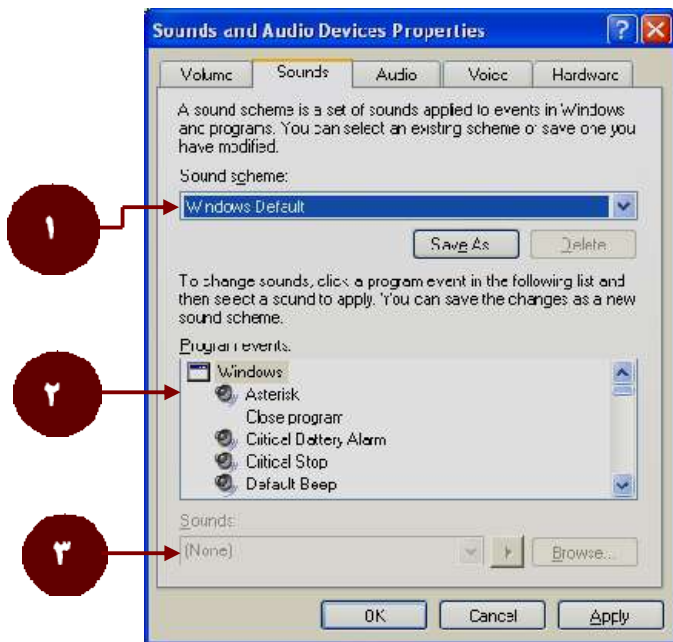 Sounds and Audio Devices Properties
Volume Sounds Audio Voice Hardware
A sound scheme is a set of sounds applied to events in Windows
and programs. You can select an existing scheme or save one you
have modified.
Sound scheme:
۱
Windows Default
Save As Delete
To change sounds, click a program event in the following list and
then select a sound to apply. You can save the changes as a new
sound scheme.
Program events:
Windows
۲
Asterisk
Close program
Critical Battery Alarm
Critical Stop
Default Beep
Sounds:
۳
(None) Browse...
OK Cancel Apply